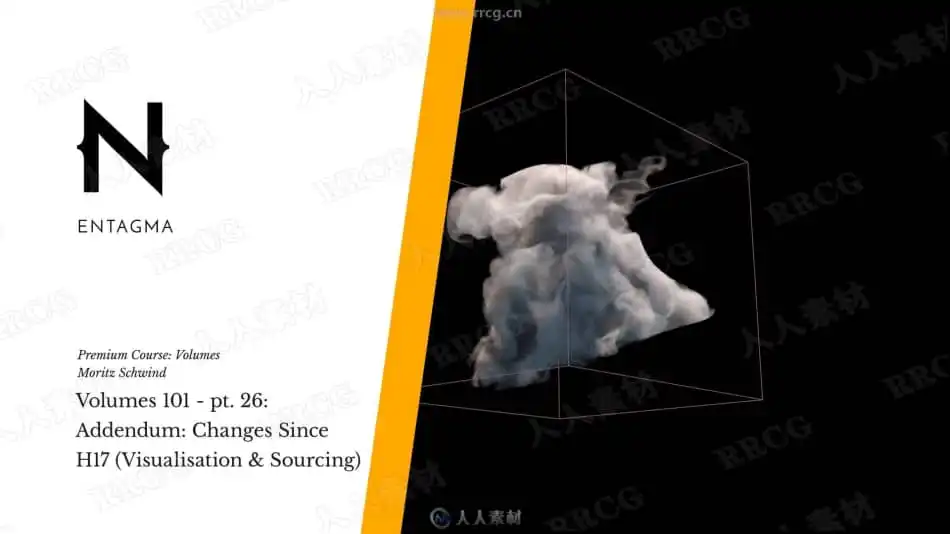 rrcg.cn
ENTAGMA
Premium Course: Volumes
Moritz Schwind
Volumes 101 - pt. 26:
Addendum: Changes Since
H17 (Visualisation & Sourcing)
RRCG
人人素材
人人素材